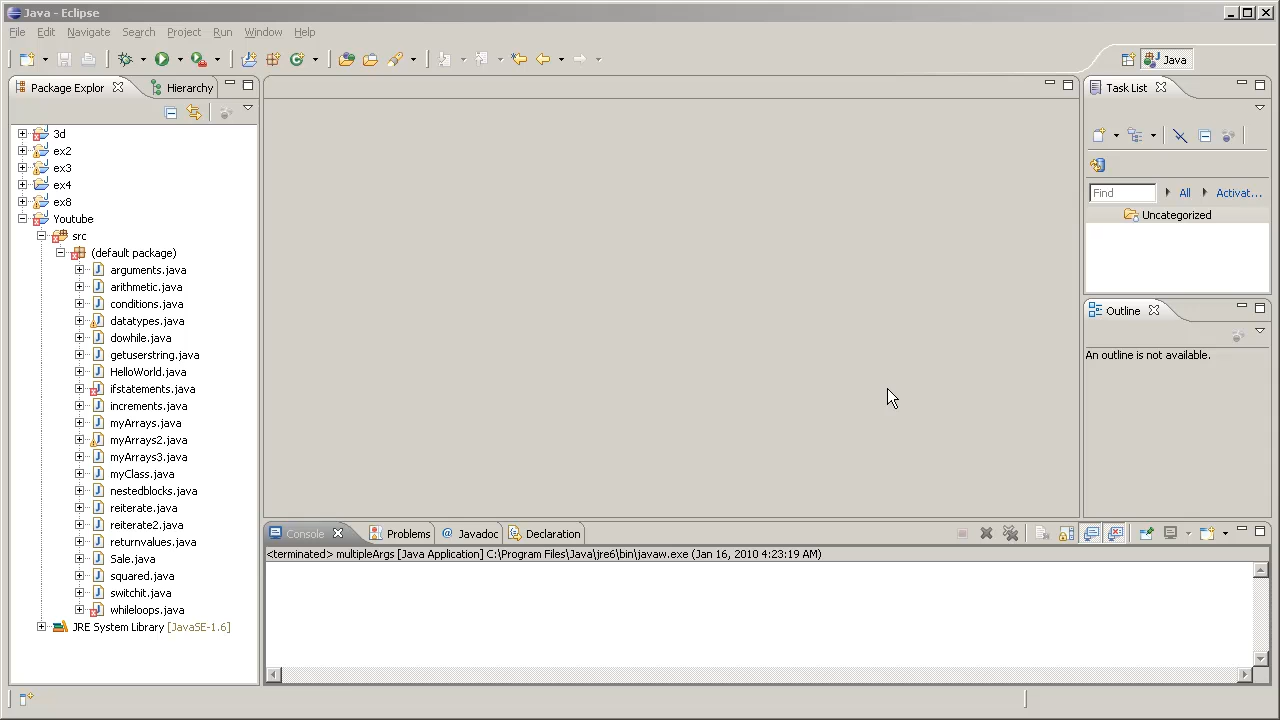 Java - Eclipse
File Edit Navigate Search Project Run Window Help
Java
Package Explor
Hierarchy
3d
ex2
ex3
ex4
ex8
Youtube
src
(default package)
arguments.java
arithmetic.java
conditions.java
datatypes.java
dowhile.java
getuserstring.java
HelloWorld.java
ifstatements.java
increments.java
myArrays.java
myArrays2.java
myArrays3.java
myClass.java
nestedblocks.java
reiterate.java
reiterate2.java
returnvalues.java
Sale.java
squared.java
switchit.java
whileloops.java
JRE System Library [JavaSE-1.6]
Task List
Find All Activat...
Uncategorized
Outline
An outline is not available.
Console Problems @ Javadoc Declaration
<terminated> multipleArgs [Java Application] C:\Program Files\Java\jre6\bin\javaw.exe (Jan 16, 2010 4:23:19 AM)